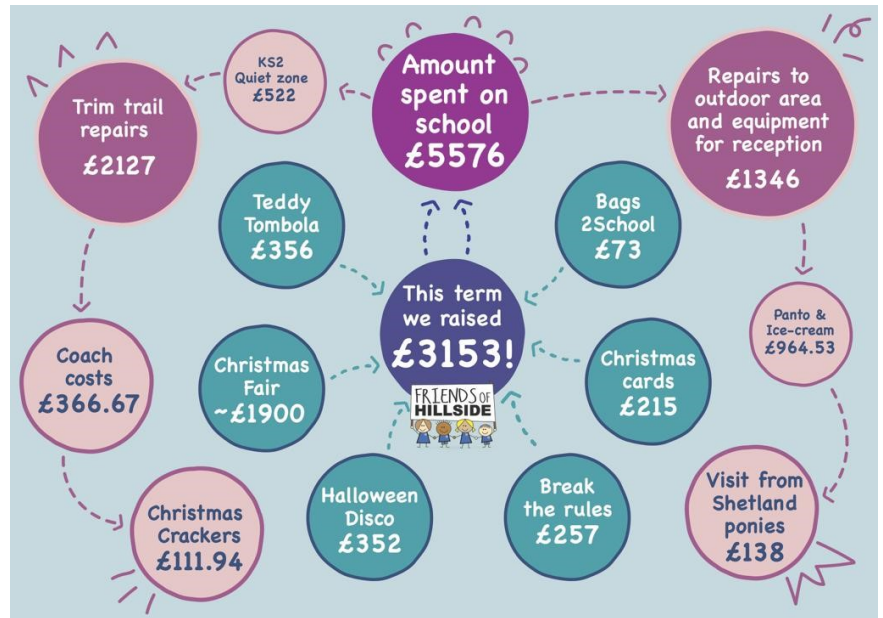 Amount
spent on
school
£5576
KS2
Quiet zone
£522
Trim trail
repairs
£2127
Coach
costs
£366.67
Christmas
Crackers
£111.94
Repairs to
outdoor area
and equipment
for reception
£1346
Panto &
Ice-cream
£964.53
Visit from
Shetland
ponies
£138
This term
we raised
£3153!
FRIENDS OF
HILLSIDE
Teddy
Tombola
£356
Bags
2School
£73
Christmas
Fair
~£1900
Christmas
cards
£215
Halloween
Disco
£352
Break
the rules
£257